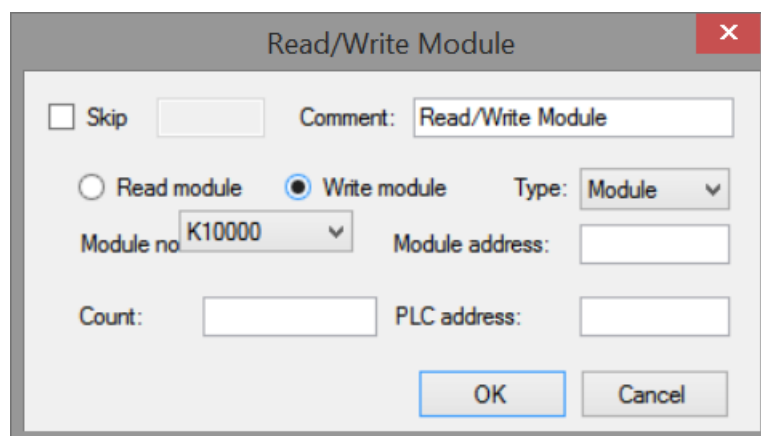 Read/Write Module
Skip Comment: Read/Write Module
Read module Write module Type: Module
Module no K10000 Module address:
Count: PLC address:
OK Cancel